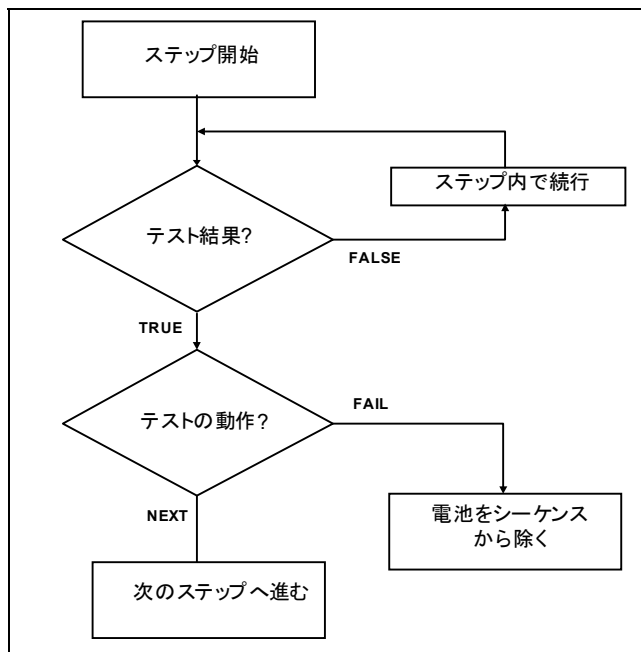 ステップ開始
ステップ内で続行
テスト結果?
FALSE
TRUE
テストの動作?
FAIL
NEXT
電池をシーケンス
から除く
次のステップへ進む